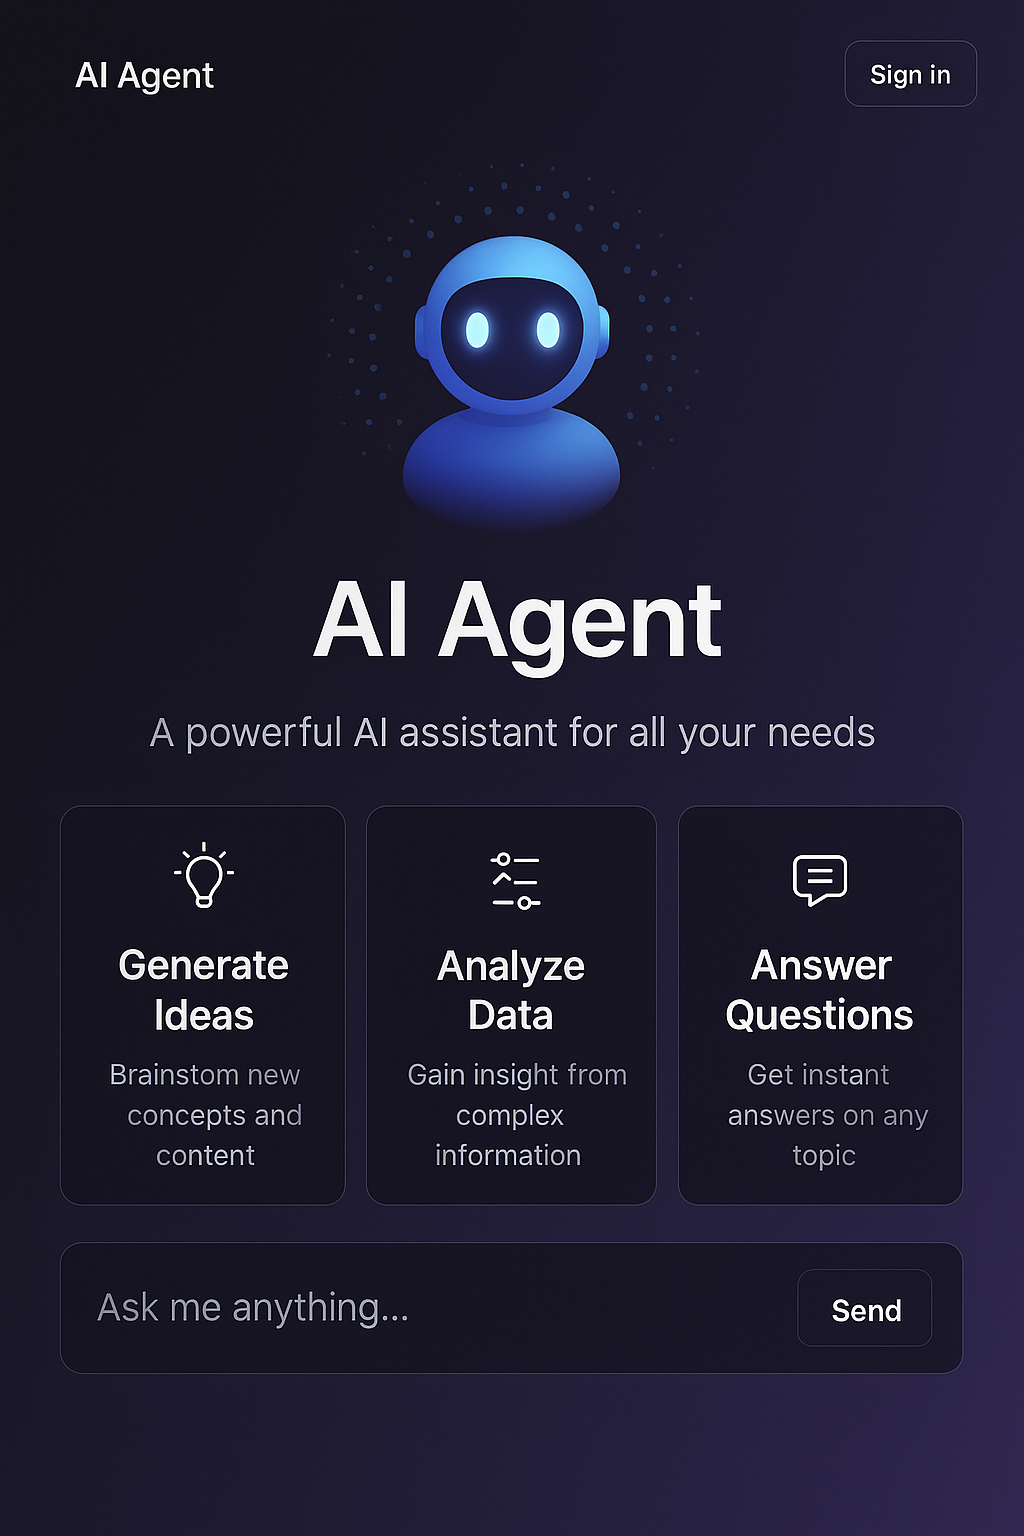 AI Agent
Sign in
AI Agent
A powerful AI assistant for all your needs
Generate
Ideas
Brainstom new
concepts and
content
Analyze
Data
Gain insight from
complex
information
Answer
Questions
Get instant
answers on any
topic
Ask me anything...
Send